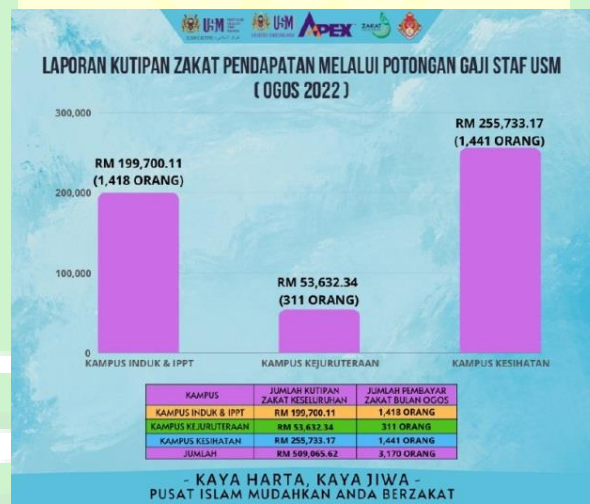 USM
USM
APEX
ZAKAT
LAPORAN KUTIPAN ZAKAT PENDAPATAN MELALUI POTONGAN GAJI STAF USM
( OGOS 2022 )
300,000
200,000
100,000
0
RM 199,700.11
(1,418 ORANG)
RM 53,632.34
(311 ORANG)
RM 255,733.17
(1,441 ORANG)
KAMPUS INDUK & IPPT KAMPUS KEJURUTERAAN KAMPUS KESIHATAN
KAMPUS JUMLAH KUTIPAN ZAKAT KESELURUHAN JUMLAH PEMBAYAR ZAKAT BULAN OGOS
KAMPUS INDUK & IPPT RM 199,700.11 1,418 ORANG
KAMPUS KEJURUTERAAN RM 53,632.34 311 ORANG
KAMPUS KESIHATAN RM 255,733.17 1,441 ORANG
JUMLAH RM 509,065.62 3,170 ORANG
- KAYA HARTA, KAYA JIWA -
PUSAT ISLAM MUDAHKAN ANDA BERZAKAT